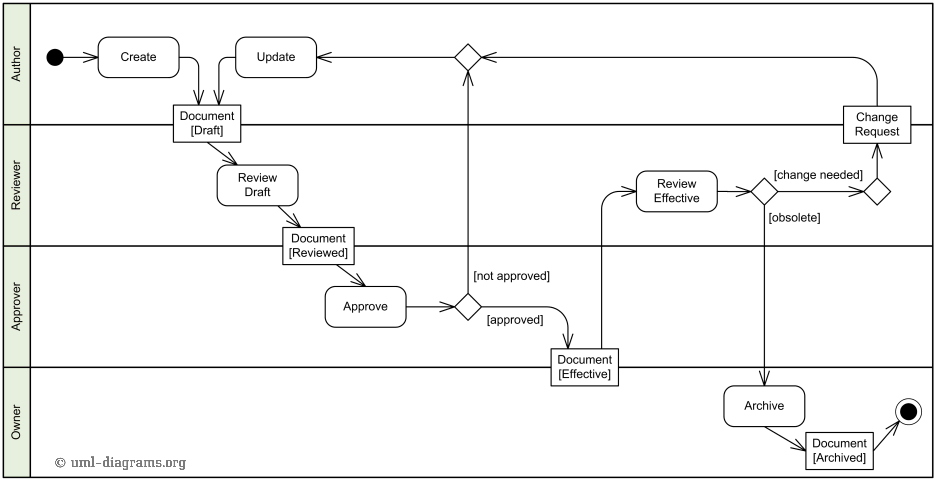 Author
Create
Update
Document
[Draft]
Change
Request
Reviewer
Review
Draft
Review
Effective
[change needed]
[obsolete]
Document
[Reviewed]
Approver
[not approved]
Approve
[approved]
Document
[Effective]
Owner
Archive
Document
[Archived]
© uml-diagrams.org